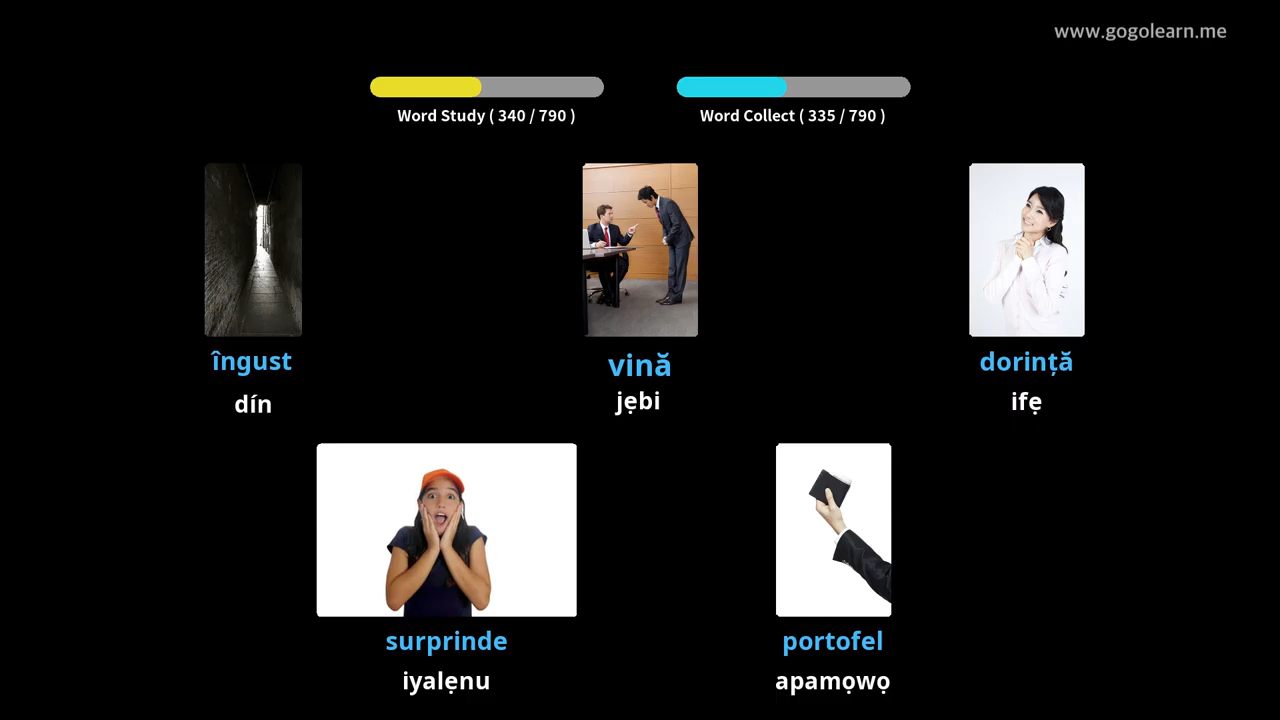 www.gogolearn.me
Word Study ( 340 / 790 )
Word Collect ( 335 / 790 )
îngust
dín
vină
jẹbi
dorință
ifẹ
surprinde
iyalẹnu
portofel
apamọwọ